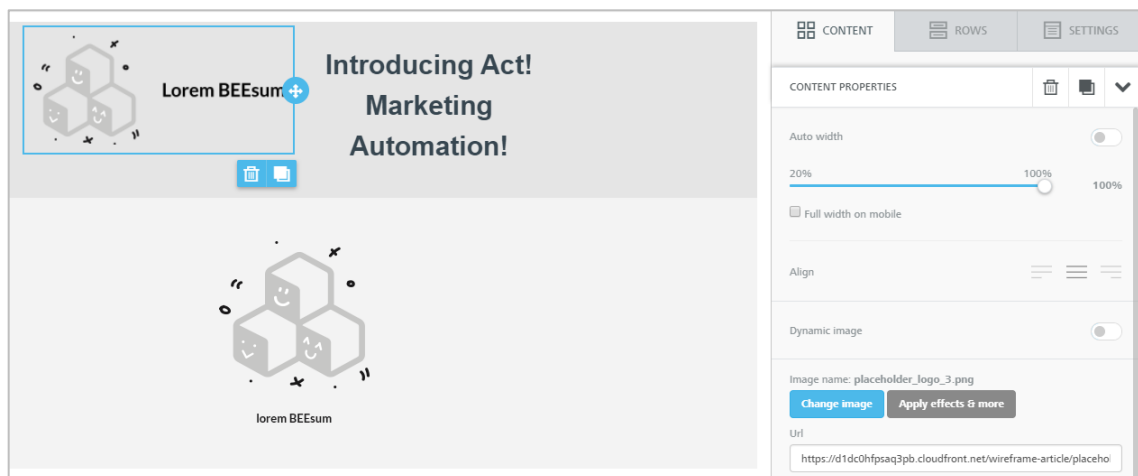 Lorem BEEsum
Introducing Act!
Marketing
Automation!
lorem BEEsum
CONTENT
ROWS
SETTINGS
CONTENT PROPERTIES
Auto width
20%
100%
100%
Full width on mobile
Align
Dynamic image
Image name: placeholder_logo_3.png
Change image
Apply effects & more
Url
https://d1dc0hfpsaq3pb.cloudfront.net/wireframe-article/placeho